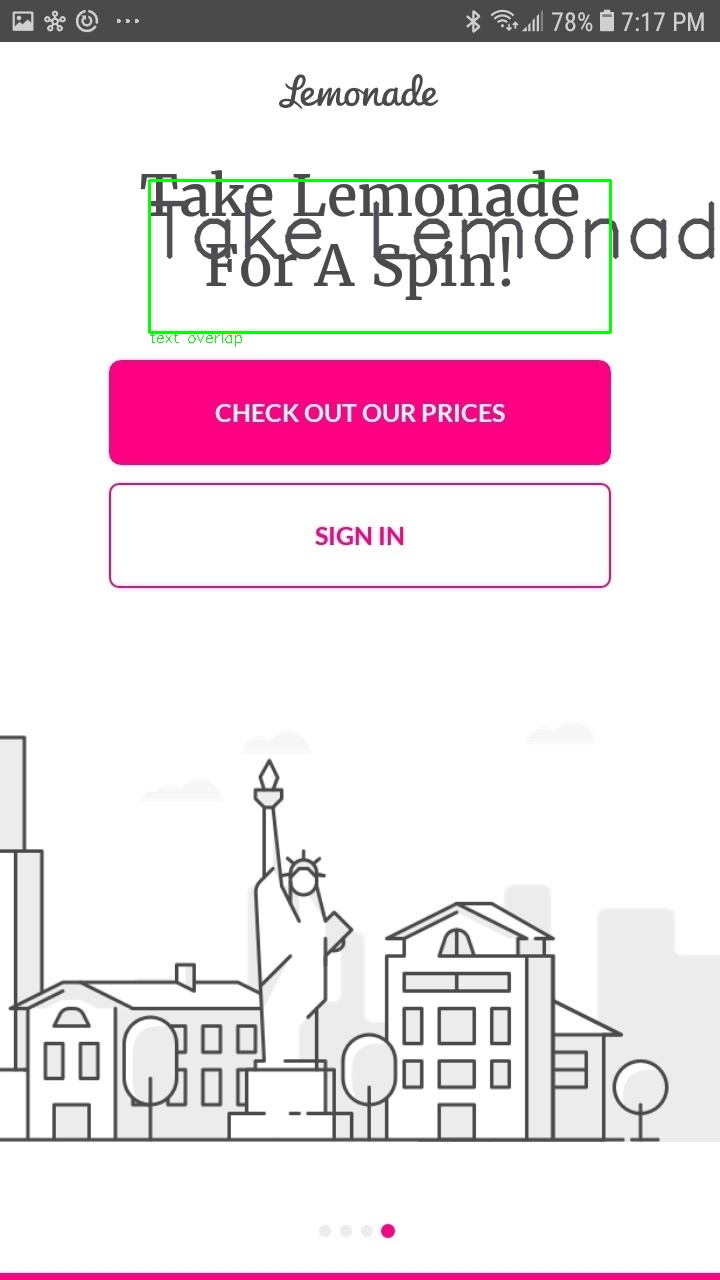 78% 7:17 PM
Lemonade
Take Lemonade
Take Lemonad
For A Spin!
text overlap
CHECK OUT OUR PRICES
SIGN IN